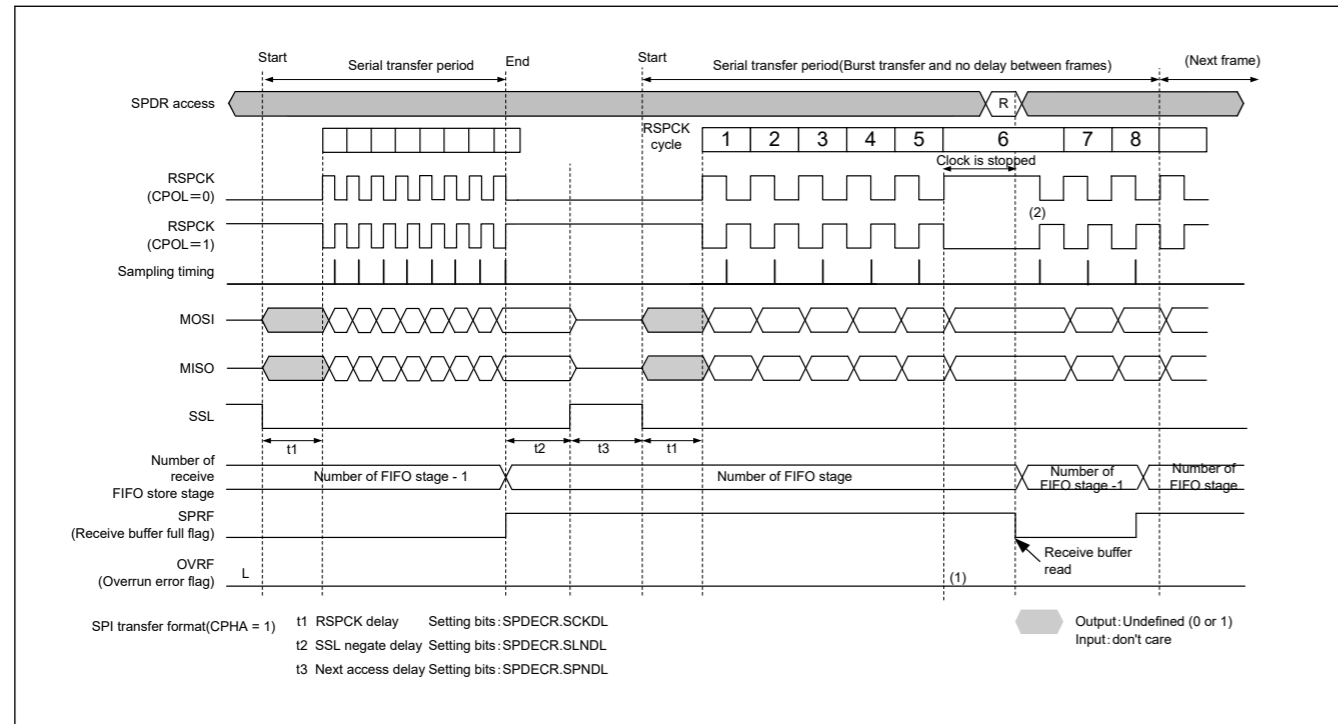 Start
Serial transfer period
End
Start
Serial transfer period(Burst transfer and no delay between frames)
(Next frame)
SPDR access
R
RSPCK
cycle
1 2 3 4 5 6 7 8
Clock is stopped
RSPCK
(CPOL=0)
(2)
RSPCK
(CPOL=1)
Sampling timing
MOSI
MISO
SSL
t1 t2 t3 t1
Number of
receive
FIFO store stage
Number of FIFO stage - 1
Number of FIFO stage
Number of
FIFO stage -1
Number of
FIFO stage
SPRF
(Receive buffer full flag)
Receive buffer
read
OVRF
(Overrun error flag)
L
(1)
SPI transfer format(CPHA = 1)
t1 RSPCK delay Setting bits:SPDECR.SCKDL
t2 SSL negate delay Setting bits:SPDECR.SLNDL
t3 Next access delay Setting bits:SPDECR.SPNDL
Output:Undefined (0 or 1)
Input:don't care